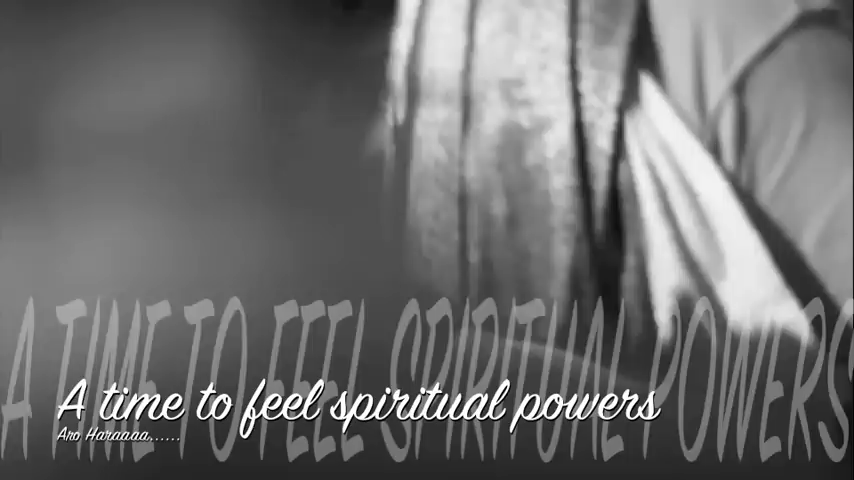 A TIME TO FEEL SPIRITUAL POWERS
A time to feel spiritual powers
Aro Haraaaa......